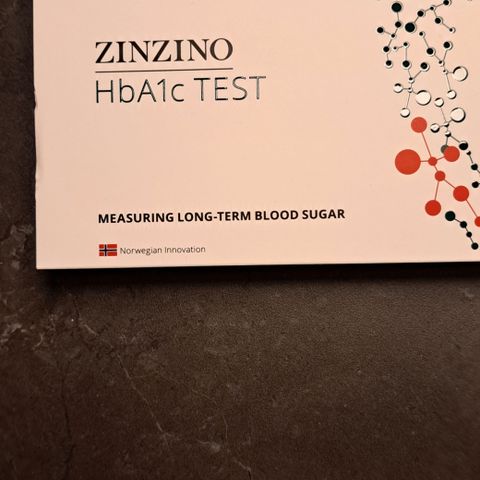 ZINZINO
HbA1c TEST
MEASURING LONG-TERM BLOOD SUGAR
Norwegian Innovation